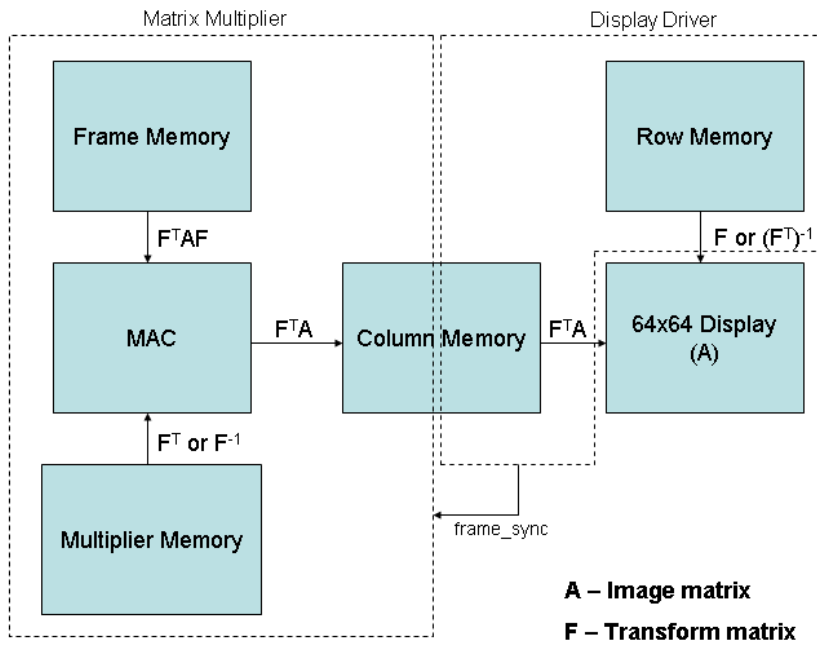 Matrix Multiplier
Display Driver
Frame Memory
Row Memory
FᵀAF
F or (Fᵀ)⁻¹
MAC
FᵀA
Column Memory
FᵀA
64x64 Display
(A)
Fᵀ or F⁻¹
Multiplier Memory
frame_sync
A – Image matrix
F – Transform matrix